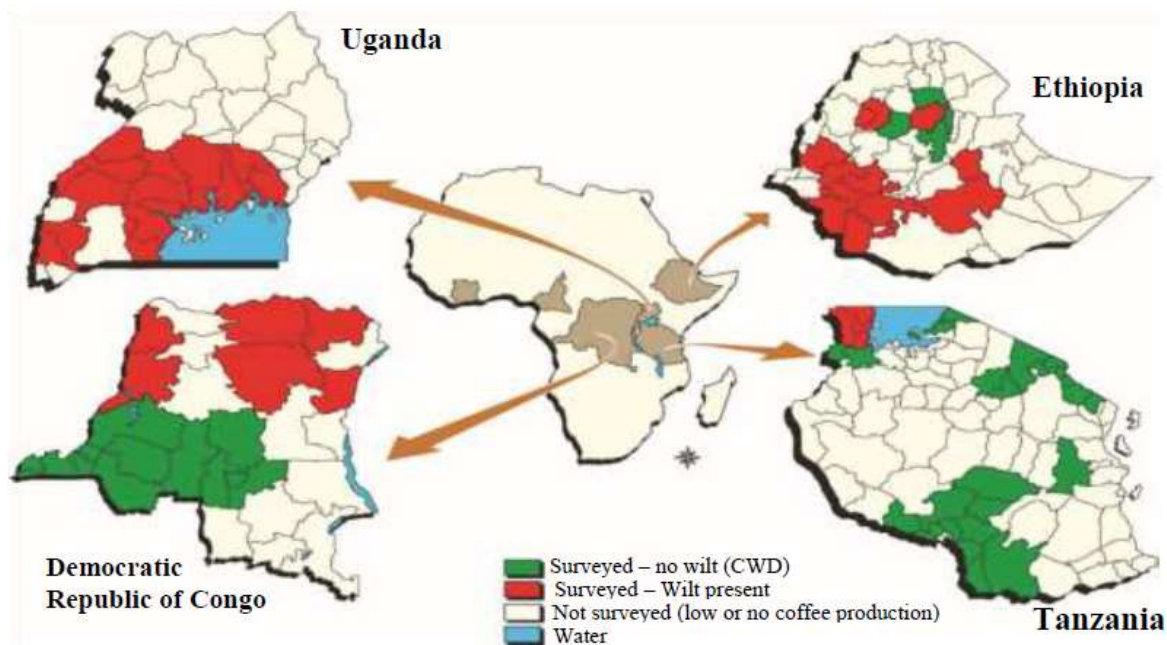 Uganda
Ethiopia
Democratic
Republic of Congo
Surveyed – no wilt (CWD)
Surveyed – Wilt present
Not surveyed (low or no coffee production)
Water
Tanzania